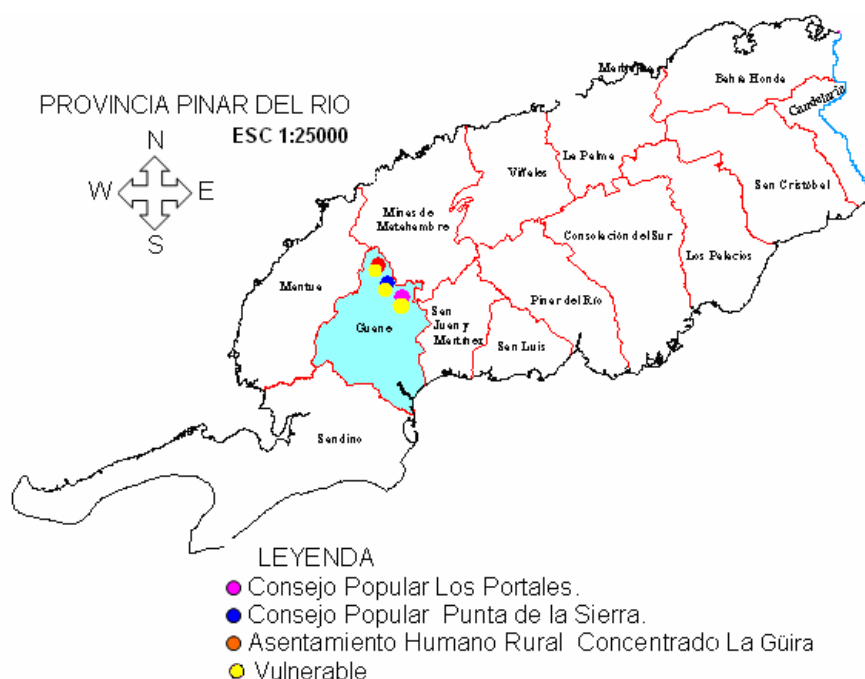 PROVINCIA PINAR DEL RIO
ESC 1:25000
N
W E
S
Bahía Honda
Candelaria
La Palma
Viñales
San Cristóbal
Minas de
Matahambre
Consolación del Sur
Los Palacios
Mantua
Pinar del Río
San
Juan y
Martínez
Guane
San Luis
Sandino
LEYENDA
Consejo Popular Los Portales.
Consejo Popular Punta de la Sierra.
Asentamiento Humano Rural Concentrado La Güira
Vulnerable